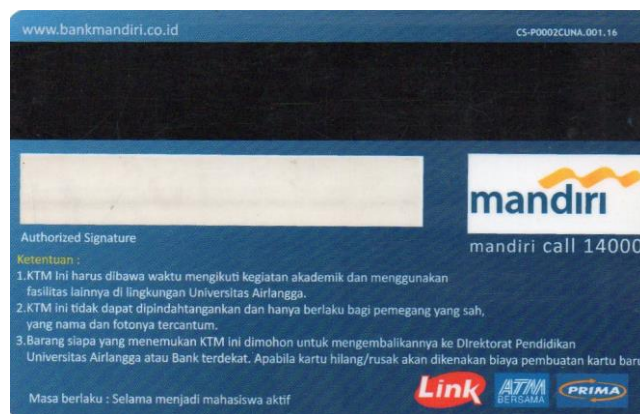 www.bankmandiri.co.id
CS-P0002CUNA.001.16
mandiri
Authorized Signature
mandiri call 14000
Ketentuan :
1.KTM Ini harus dibawa waktu mengikuti kegiatan akademik dan menggunakan
fasilitas lainnya di lingkungan Universitas Airlangga.
2.KTM ini tidak dapat dipindahtangankan dan hanya berlaku bagi pemegang yang sah,
yang nama dan fotonya tercantum.
3.Barang siapa yang menemukan KTM ini dimohon untuk mengembalikannya ke DIrektorat Pendidikan
Universitas Airlangga atau Bank terdekat. Apabila kartu hilang/rusak akan dikenakan biaya pembuatan kartu baru
Masa berlaku : Selama menjadi mahasiswa aktif
Link
ATM
BERSAMA
PRIMA